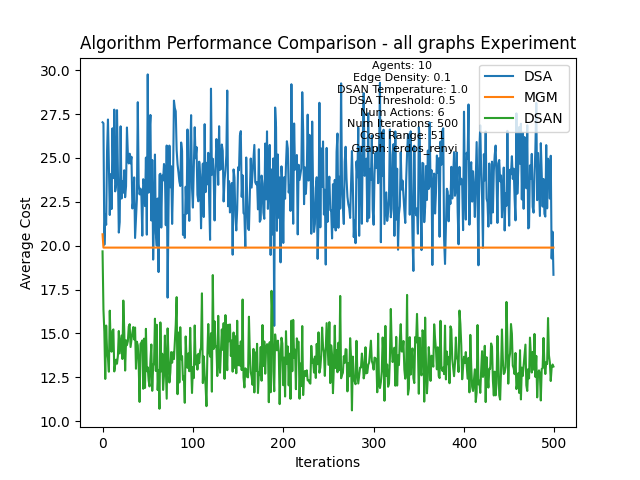 Algorithm Performance Comparison - all graphs Experiment
Agents: 10
Edge Density: 0.1
DSAN Temperature: 1.0
DSA Threshold: 0.5
Num Actions: 6
Num Iterations: 500
Cost Range: 51
Graph: erdos_renyi
DSA
MGM
DSAN
Average Cost
30.0
27.5
25.0
22.5
20.0
17.5
15.0
12.5
10.0
0
100
200
300
400
500
Iterations